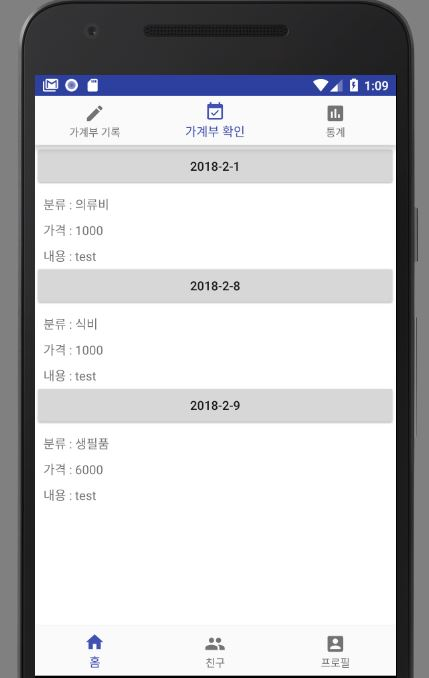 1:09
가계부 기록
가계부 확인
통계
2018-2-1
분류 : 의류비
가격 : 1000
내용 : test
2018-2-8
분류 : 식비
가격 : 1000
내용 : test
2018-2-9
분류 : 생필품
가격 : 6000
내용 : test
홈
친구
프로필